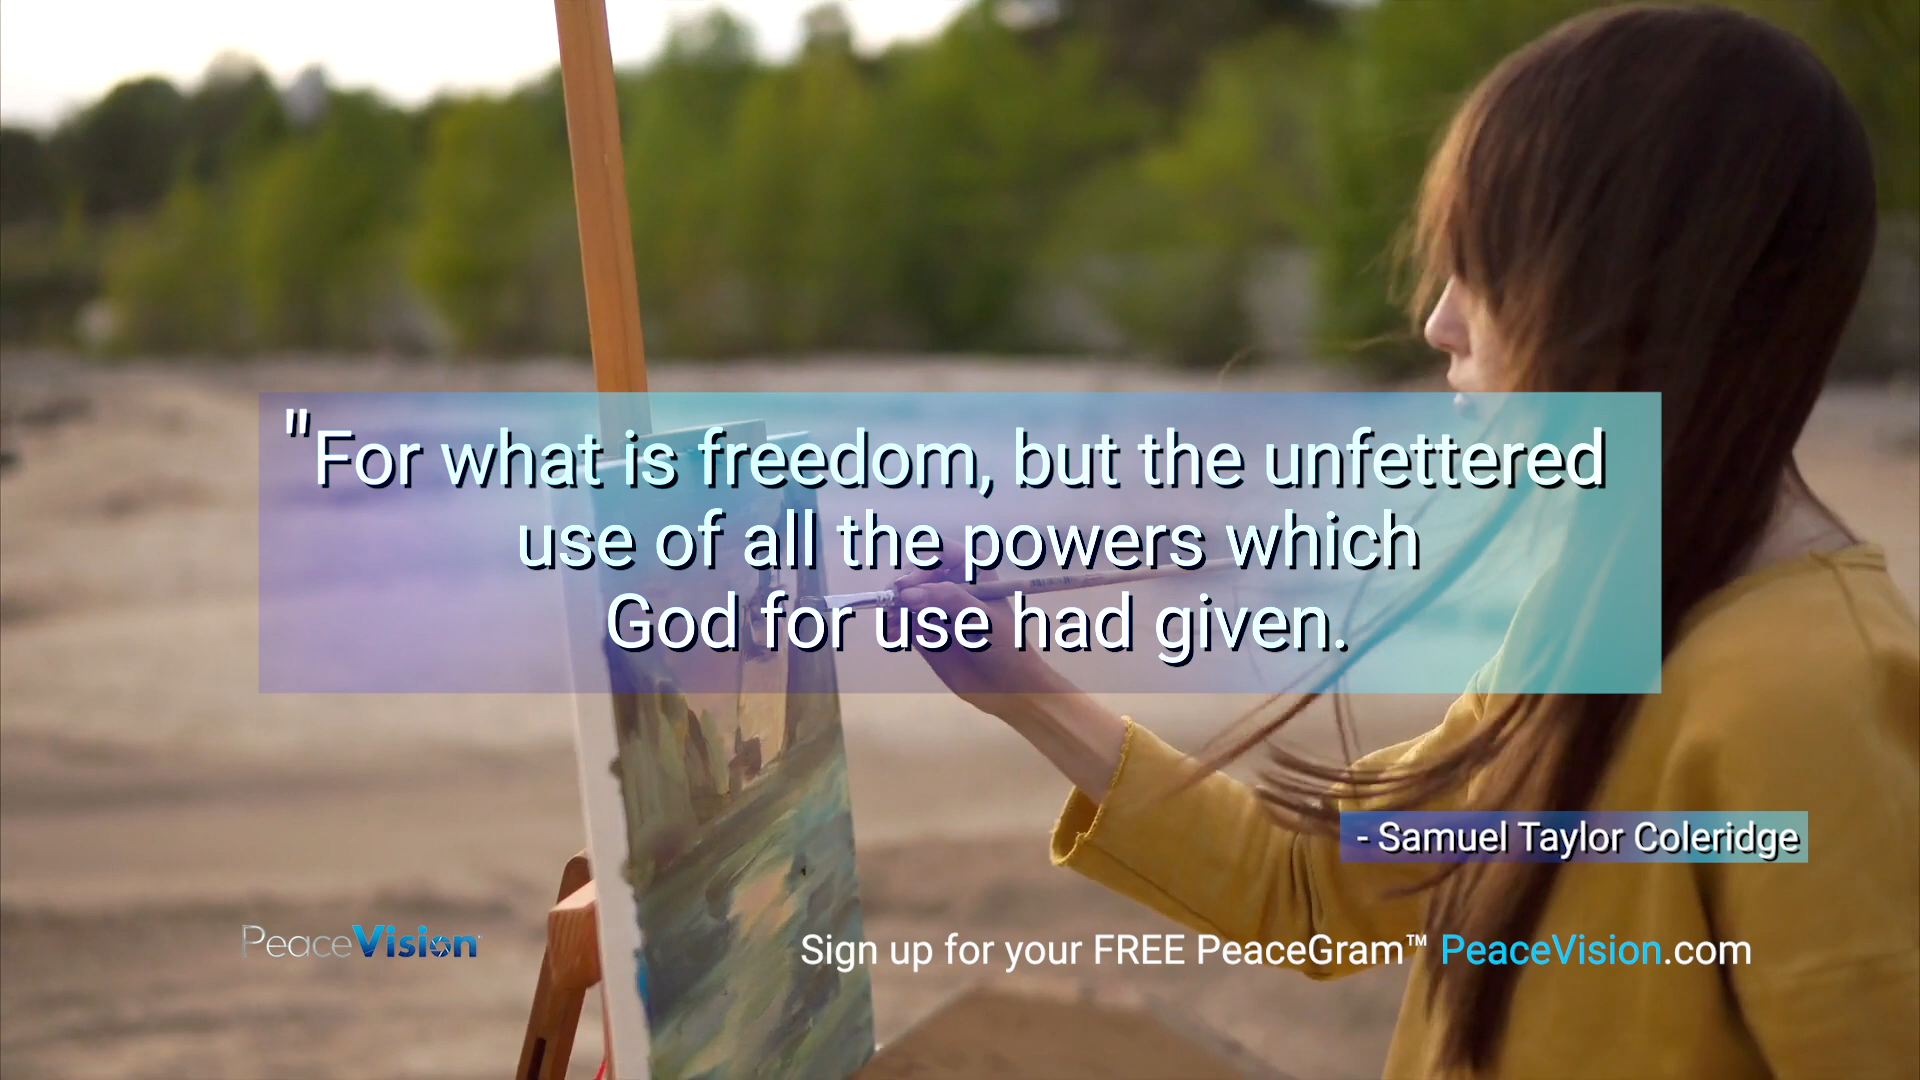 "For what is freedom, but the unfettered
use of all the powers which
God for use had given.
- Samuel Taylor Coleridge
PeaceVision
Sign up for your FREE PeaceGram™ PeaceVision.com